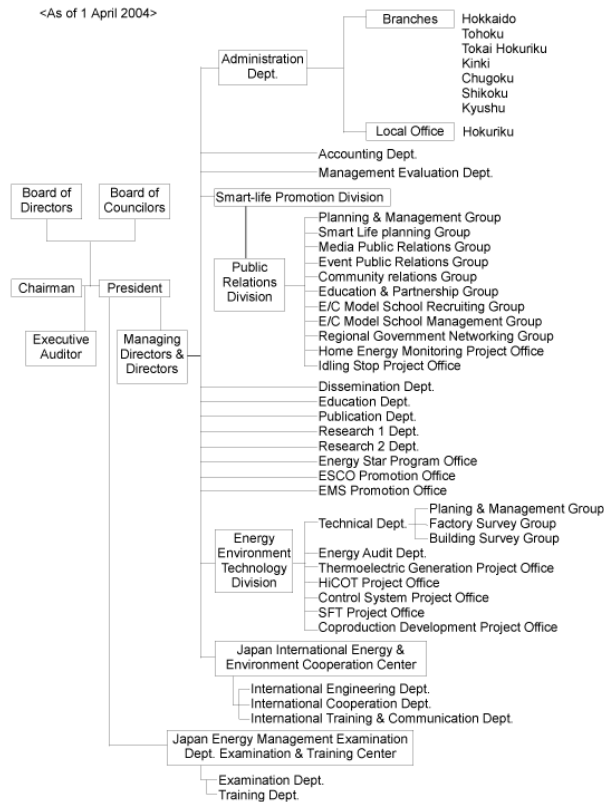 <As of 1 April 2004>
Branches
Hokkaido
Tohoku
Tokai Hokuriku
Kinki
Chugoku
Shikoku
Kyushu
Administration
Dept.
Local Office
Hokuriku
Accounting Dept.
Management Evaluation Dept.
Board of
Directors
Board of
Councilors
Smart-life Promotion Division
Public
Relations
Division
Planning & Management Group
Smart Life planning Group
Media Public Relations Group
Event Public Relations Group
Community relations Group
Education & Partnership Group
E/C Model School Recruiting Group
E/C Model School Management Group
Regional Government Networking Group
Home Energy Monitoring Project Office
Idling Stop Project Office
Chairman
President
Executive
Auditor
Managing
Directors &
Directors
Dissemination Dept.
Education Dept.
Publication Dept.
Research 1 Dept.
Research 2 Dept.
Energy Star Program Office
ESCO Promotion Office
EMS Promotion Office
Energy
Environment
Technology
Division
Technical Dept.
Planing & Management Group
Factory Survey Group
Building Survey Group
Energy Audit Dept.
Thermoelectric Generation Project Office
HiCOT Project Office
Control System Project Office
SFT Project Office
Coproduction Development Project Office
Japan International Energy &
Environment Cooperation Center
International Engineering Dept.
International Cooperation Dept.
International Training & Communication Dept.
Japan Energy Management Examination
Dept. Examination & Training Center
Examination Dept.
Training Dept.